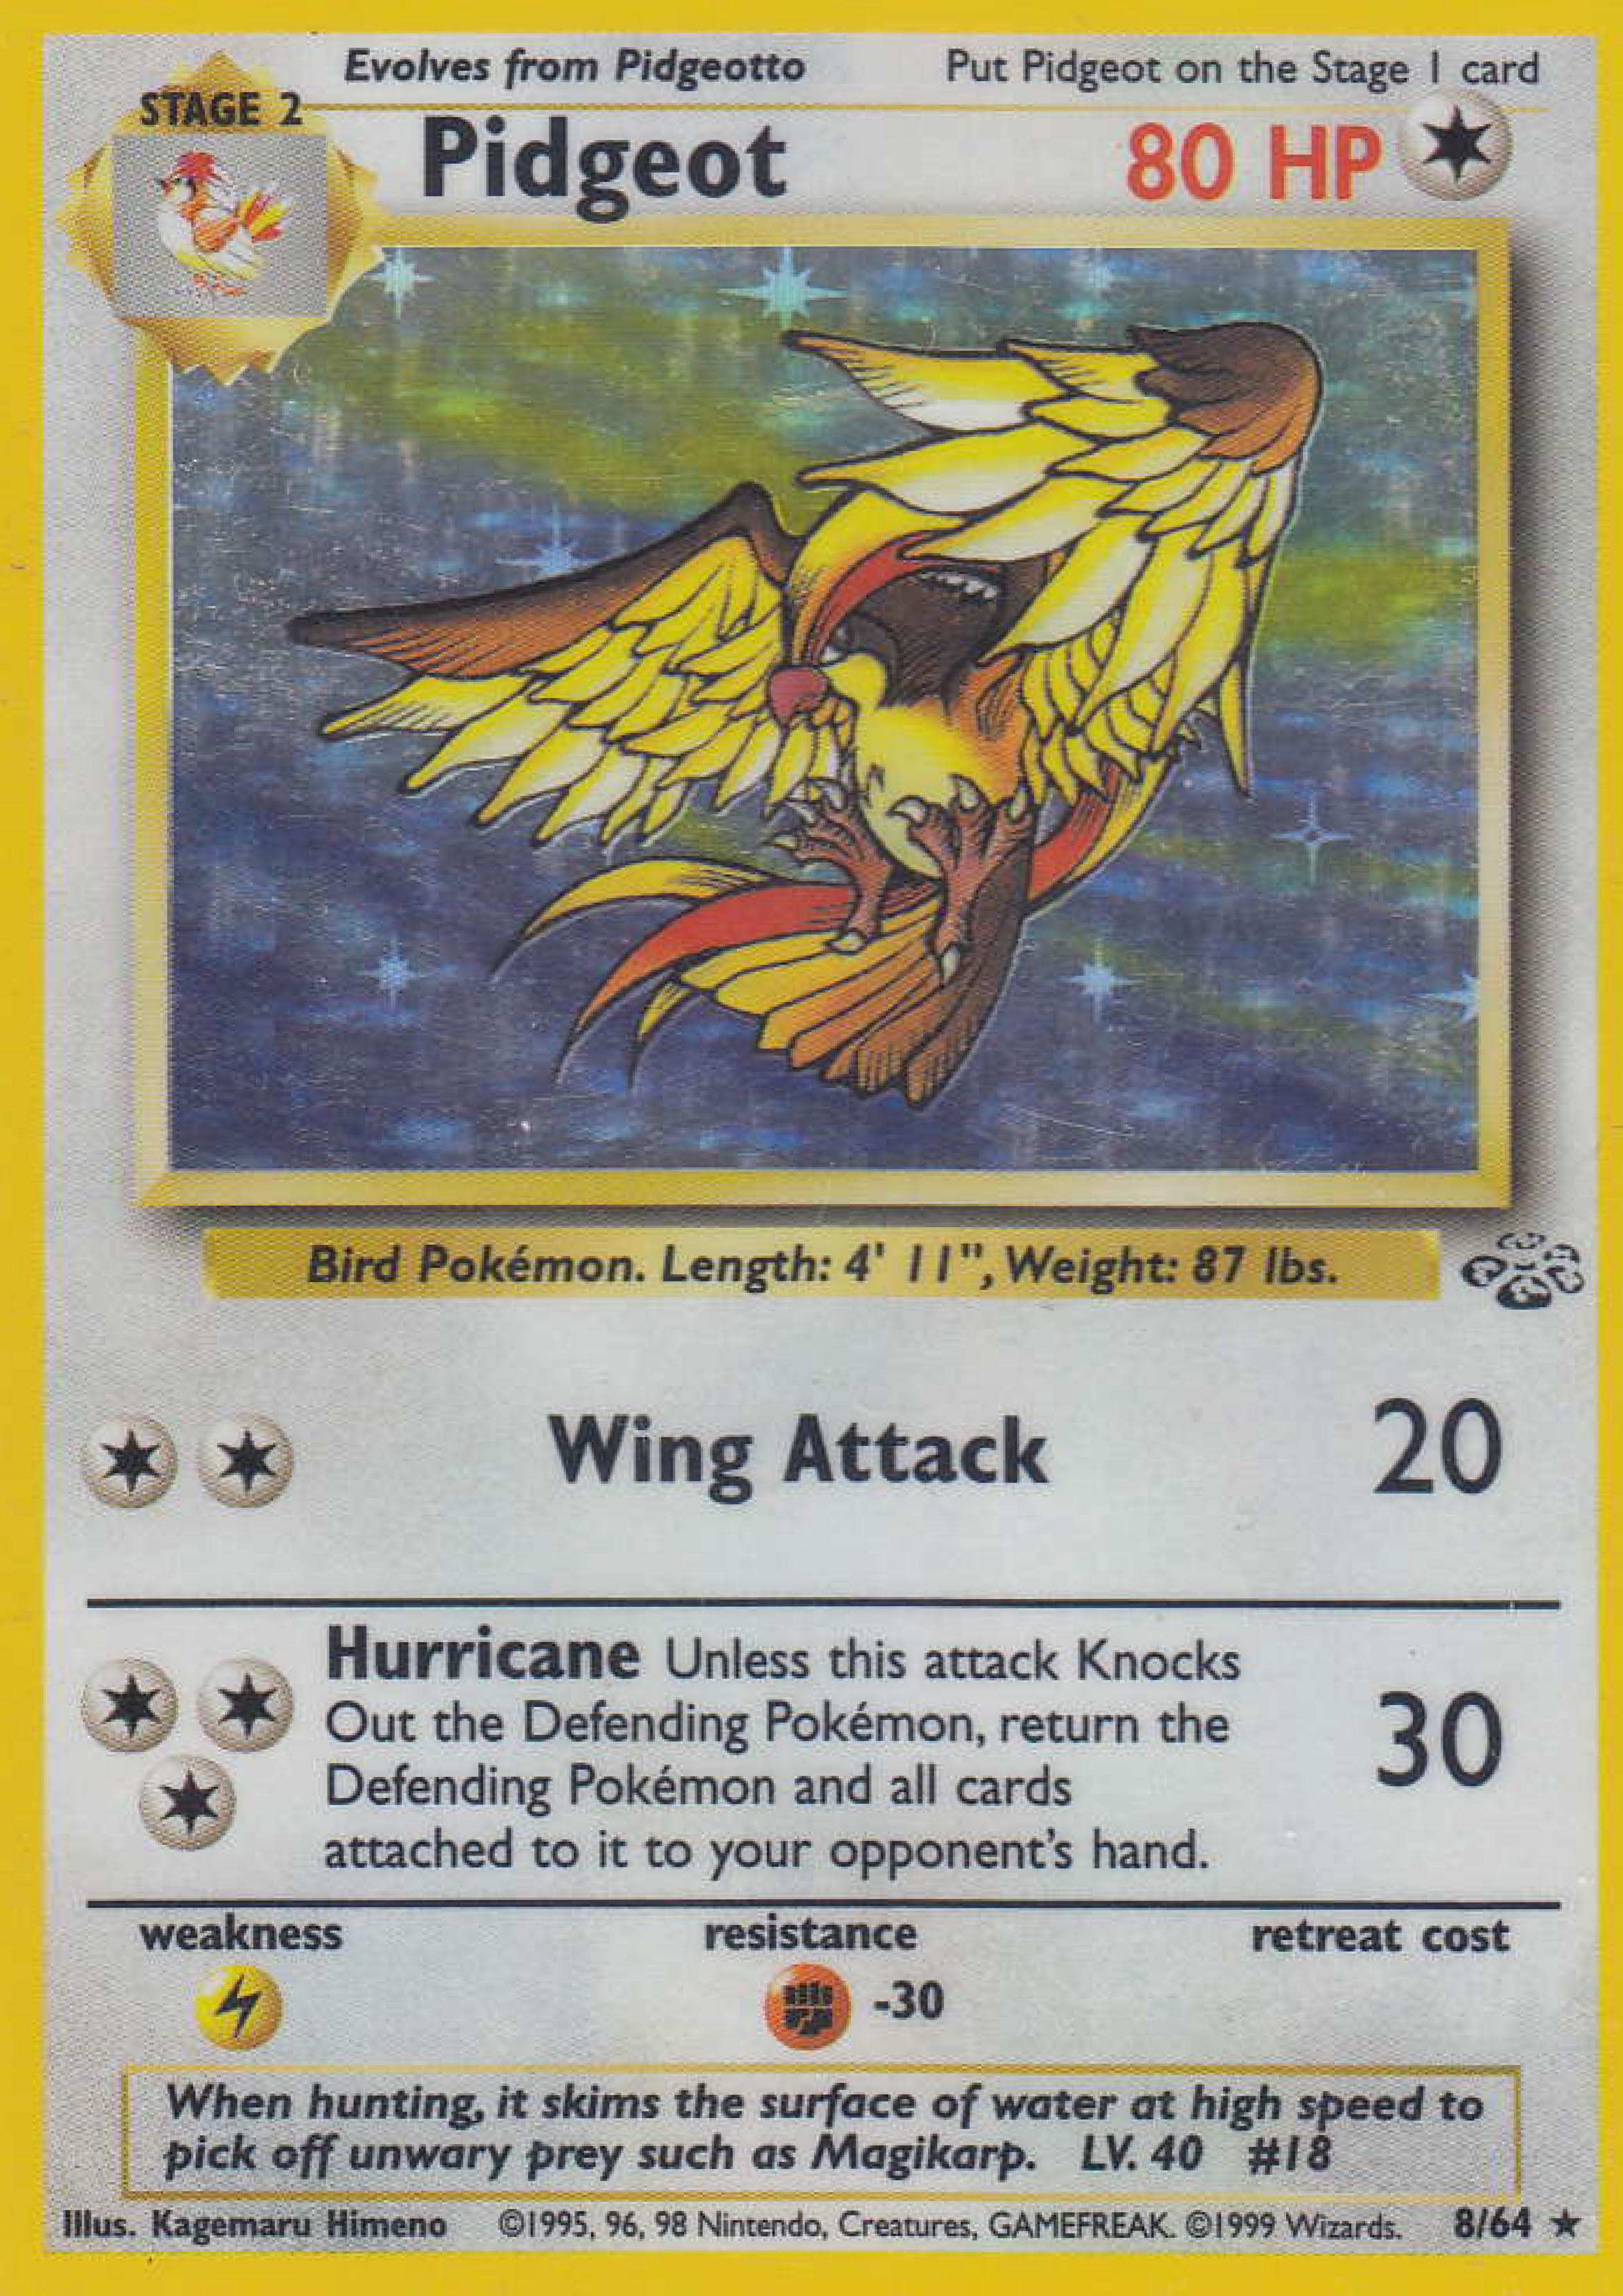 Evolves from Pidgeotto Put Pidgeot on the Stage 1 card
STAGE 2
Pidgeot 80 HP
Bird Pokémon. Length: 4' 11", Weight: 87 lbs.
Wing Attack 20
Hurricane Unless this attack Knocks
Out the Defending Pokémon, return the
Defending Pokémon and all cards
attached to it to your opponent's hand.
30
weakness resistance retreat cost
-30
When hunting, it skims the surface of water at high speed to
pick off unwary prey such as Magikarp. LV. 40 #18
Illus. Kagemaru Himeno ©1995, 96, 98 Nintendo, Creatures, GAMEFREAK. ©1999 Wizards. 8/64 ★